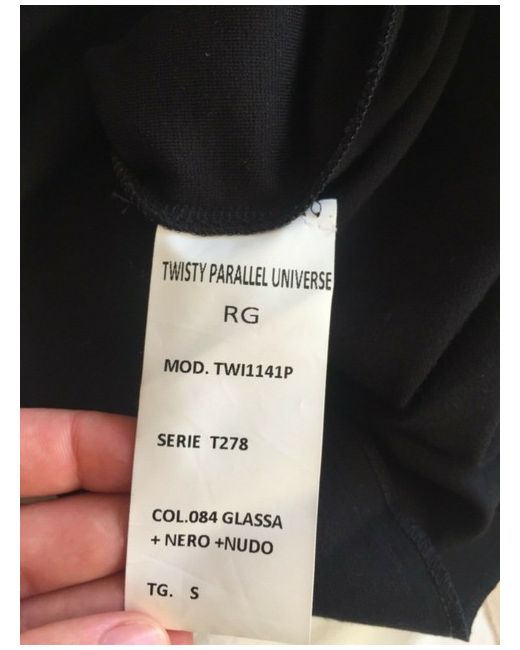 TWISTY PARALLEL UNIVERSE
RG
MOD. TWI1141P
SERIE T278
COL.084 GLASSA
+ NERO +NUDO
TG. S